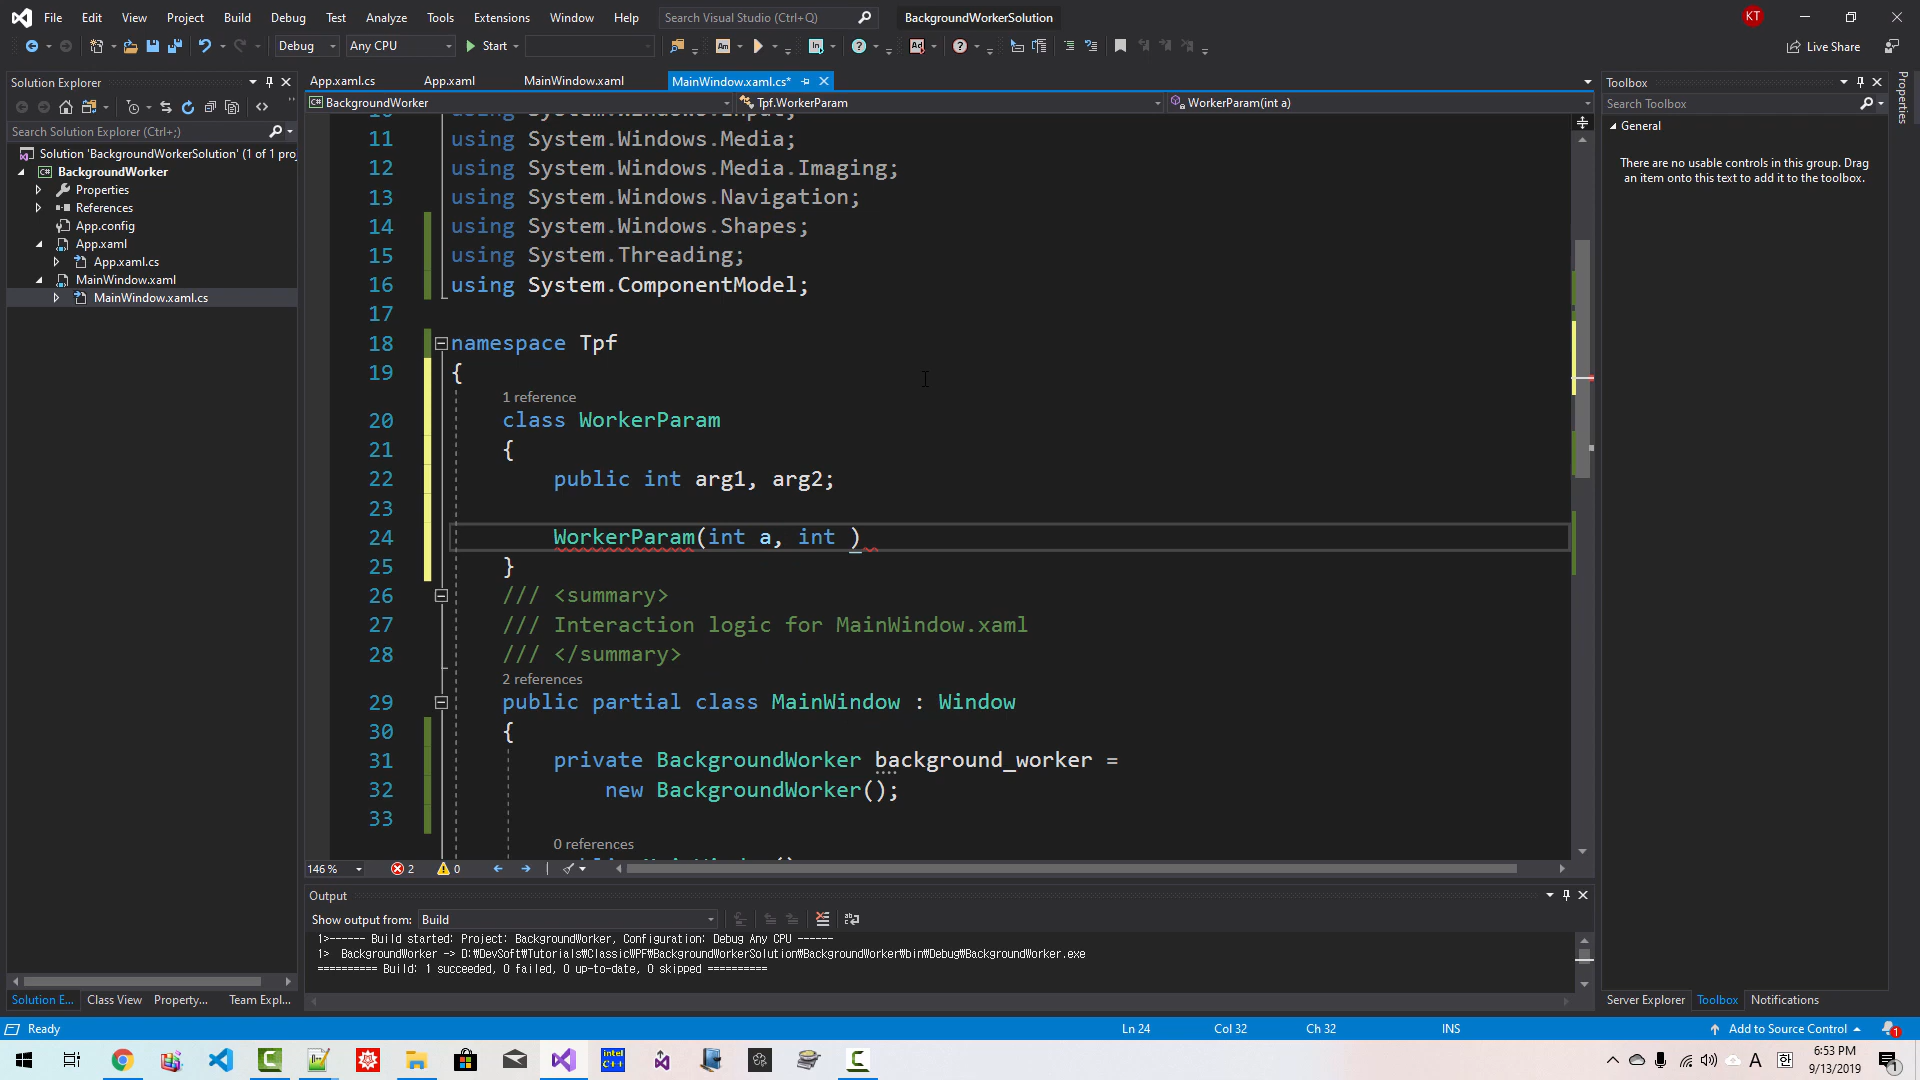 File Edit View Project Build Debug Test Analyze Tools Extensions Window Help Search Visual Studio (Ctrl+Q) BackgroundWorkerSolution KT
Debug Any CPU Start Live Share
Solution Explorer
Search Solution Explorer (Ctrl+;)
Solution 'BackgroundWorkerSolution' (1 of 1 proj
BackgroundWorker
Properties
References
App.config
App.xaml
App.xaml.cs
MainWindow.xaml
MainWindow.xaml.cs
App.xaml.cs App.xaml MainWindow.xaml MainWindow.xaml.cs*
BackgroundWorker Tpf.WorkerParam WorkerParam(int a)
11 using System.Windows.Media;
12 using System.Windows.Media.Imaging;
13 using System.Windows.Navigation;
14 using System.Windows.Shapes;
15 using System.Threading;
16 using System.ComponentModel;
17
18 namespace Tpf
19 {
1 reference
20 class WorkerParam
21 {
22 public int arg1, arg2;
23
24 WorkerParam(int a, int )
25 }
26 /// <summary>
27 /// Interaction logic for MainWindow.xaml
28 /// </summary>
2 references
29 public partial class MainWindow : Window
30 {
31 private BackgroundWorker background_worker =
32 new BackgroundWorker();
33
0 references
146 % 2 0
Output
Show output from: Build
1>------ Build started: Project: BackgroundWorker, Configuration: Debug Any CPU ------
1> BackgroundWorker -> D:₩DevSoft₩Tutorials₩Classic₩PF₩BackgroundWorkerSolution₩BackgroundWorker₩bin₩Debug₩BackgroundWorker.exe
========== Build: 1 succeeded, 0 failed, 0 up-to-date, 0 skipped ==========
Toolbox
Search Toolbox
General
There are no usable controls in this group. Drag
an item onto this text to add it to the toolbox.
Properties
Solution E... Class View Property... Team Expl...
Server Explorer Toolbox Notifications
Ready Ln 24 Col 32 Ch 32 INS Add to Source Control 1
intel C++
A 한 6:53 PM
9/13/2019 1